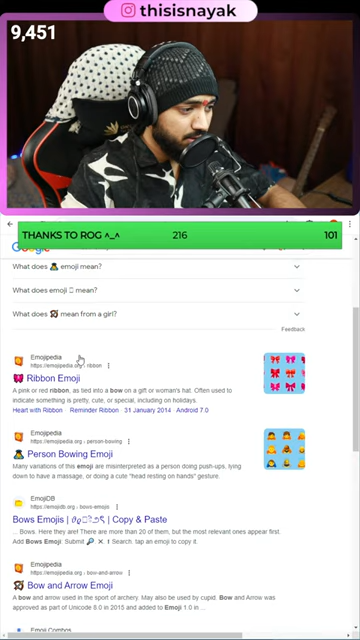 thisisnayak
9,451
THANKS TO ROG ^_^ 216 101
What does 🙇 emoji mean?
What does emoji 𓍯 mean?
What does 🏹 mean from a girl?
Feedback
Emojipedia
https://emojipedia.org › ribbon
🎀 Ribbon Emoji
A pink or red ribbon, as tied into a bow on a gift or woman's hat. Often used to
indicate something is pretty, cute, or special, including on holidays.
Heart with Ribbon · Reminder Ribbon · 31 January 2014 · Android 7.0
Emojipedia
https://emojipedia.org › person-bowing
🙇 Person Bowing Emoji
Many variations of this emoji are misinterpreted as a person doing push-ups, lying
down to have a massage, or doing a cute "head resting on hands" gesture.
EmojiDB
https://emojidb.org › bows-emojis
Bows Emojis | Copy & Paste
... Bows. Here they are! There are more than 20 of them, but the most relevant ones appear first.
Add Bows Emoji. Submit 🔎 ✕ ! Search. tap an emoji to copy it.
Emojipedia
https://emojipedia.org › bow-and-arrow
🏹 Bow and Arrow Emoji
A bow and arrow used in the sport of archery. May also be used by cupid. Bow and Arrow was
approved as part of Unicode 8.0 in 2015 and added to Emoji 1.0 in ...
Emoji Combos